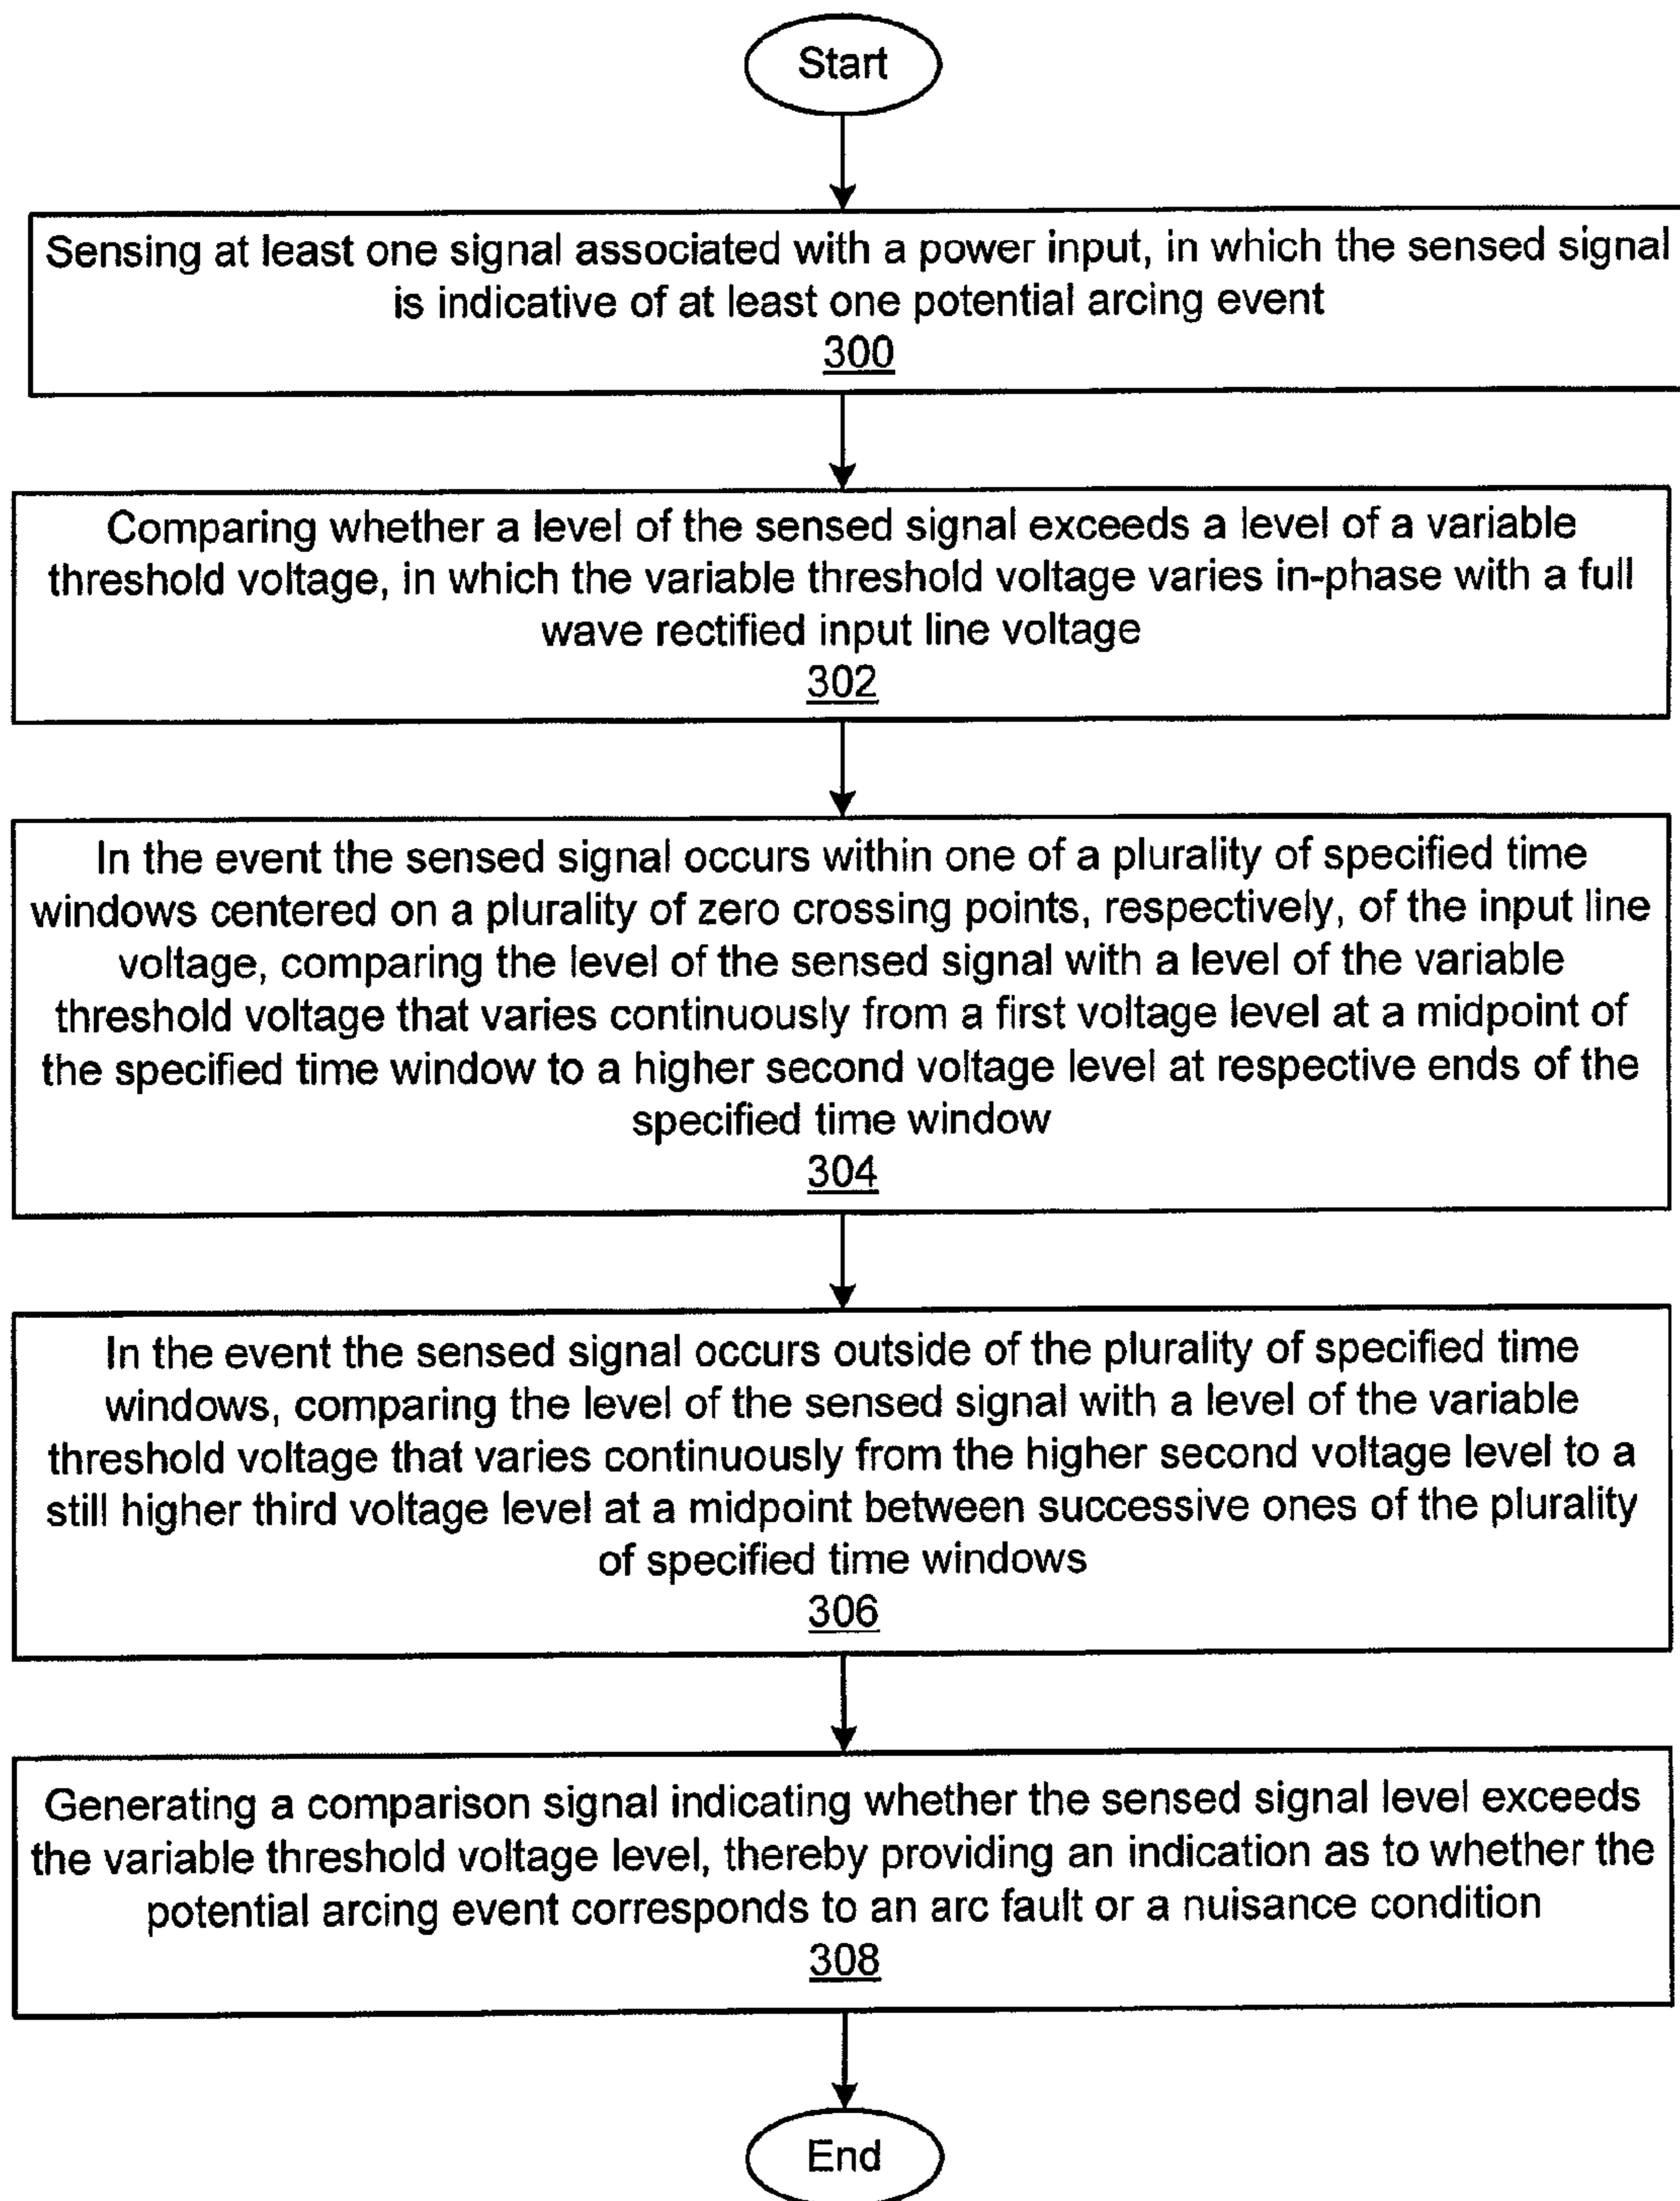 Start
Sensing at least one signal associated with a power input, in which the sensed signal
is indicative of at least one potential arcing event
300
Comparing whether a level of the sensed signal exceeds a level of a variable
threshold voltage, in which the variable threshold voltage varies in-phase with a full
wave rectified input line voltage
302
In the event the sensed signal occurs within one of a plurality of specified time
windows centered on a plurality of zero crossing points, respectively, of the input line
voltage, comparing the level of the sensed signal with a level of the variable
threshold voltage that varies continuously from a first voltage level at a midpoint of
the specified time window to a higher second voltage level at respective ends of the
specified time window
304
In the event the sensed signal occurs outside of the plurality of specified time
windows, comparing the level of the sensed signal with a level of the variable
threshold voltage that varies continuously from the higher second voltage level to a
still higher third voltage level at a midpoint between successive ones of the plurality
of specified time windows
306
Generating a comparison signal indicating whether the sensed signal level exceeds
the variable threshold voltage level, thereby providing an indication as to whether the
potential arcing event corresponds to an arc fault or a nuisance condition
308
End